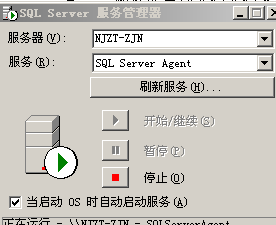 SQL Server 服务管理器
服务器(V):
NJZT-ZJN
服务(R):
SQL Server Agent
刷新服务(H)...
开始/继续(S)
暂停(P)
停止(O)
当启动 OS 时自动启动服务(A)
正在运行 - \\NJZT-ZJN - SQLServerAgent